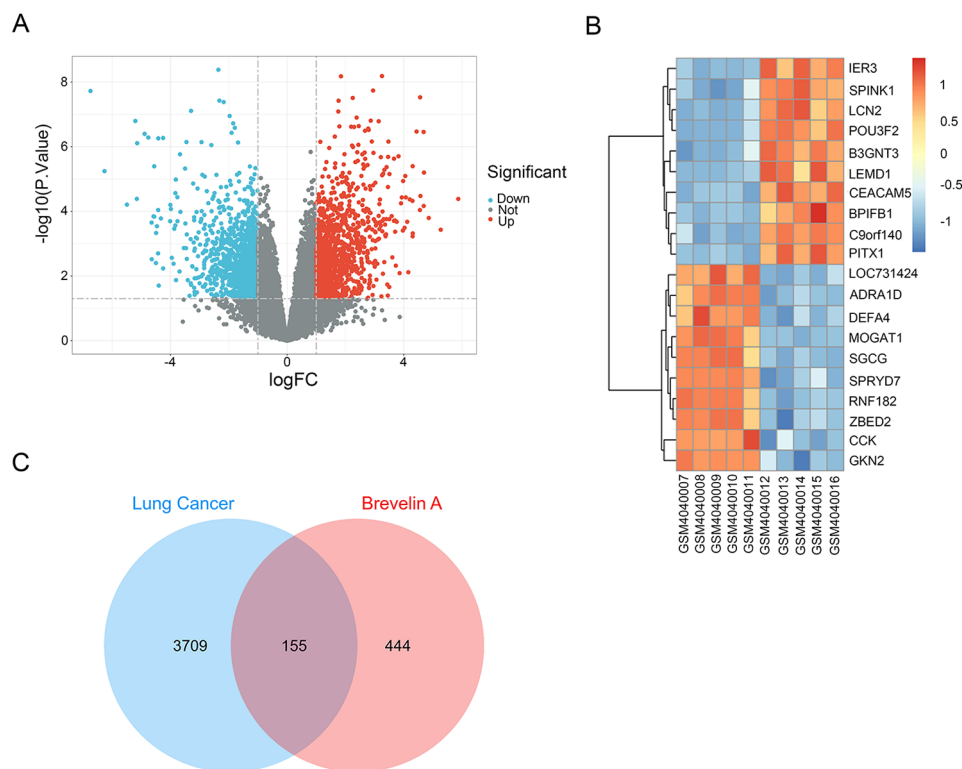 A
8
6
4
2
0
-log10(P.Value)
-4
0
4
logFC
Significant
Down
Not
Up
B
IER3
SPINK1
LCN2
POU3F2
B3GNT3
LEMD1
CEACAM5
BPIFB1
C9orf140
PITX1
LOC731424
ADRA1D
DEFA4
MOGAT1
SGCG
SPRYD7
RNF182
ZBED2
CCK
GKN2
1
0.5
0
-0.5
-1
GSM4040007
GSM4040008
GSM4040009
GSM4040010
GSM4040011
GSM4040012
GSM4040013
GSM4040014
GSM4040015
GSM4040016
C
Lung Cancer
Brevelin A
3709
155
444